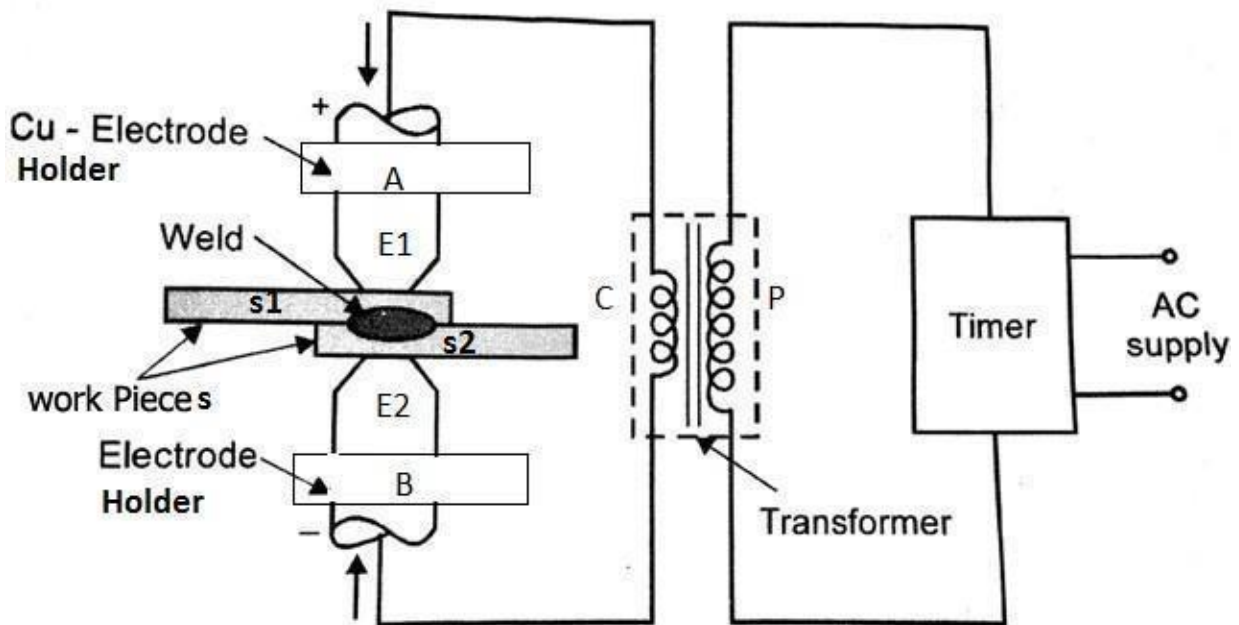 +
Cu - Electrode
Holder
A
Weld
E1
s1
s2
work Pieces
E2
Electrode
Holder
B
–
C
P
Transformer
Timer
AC
supply